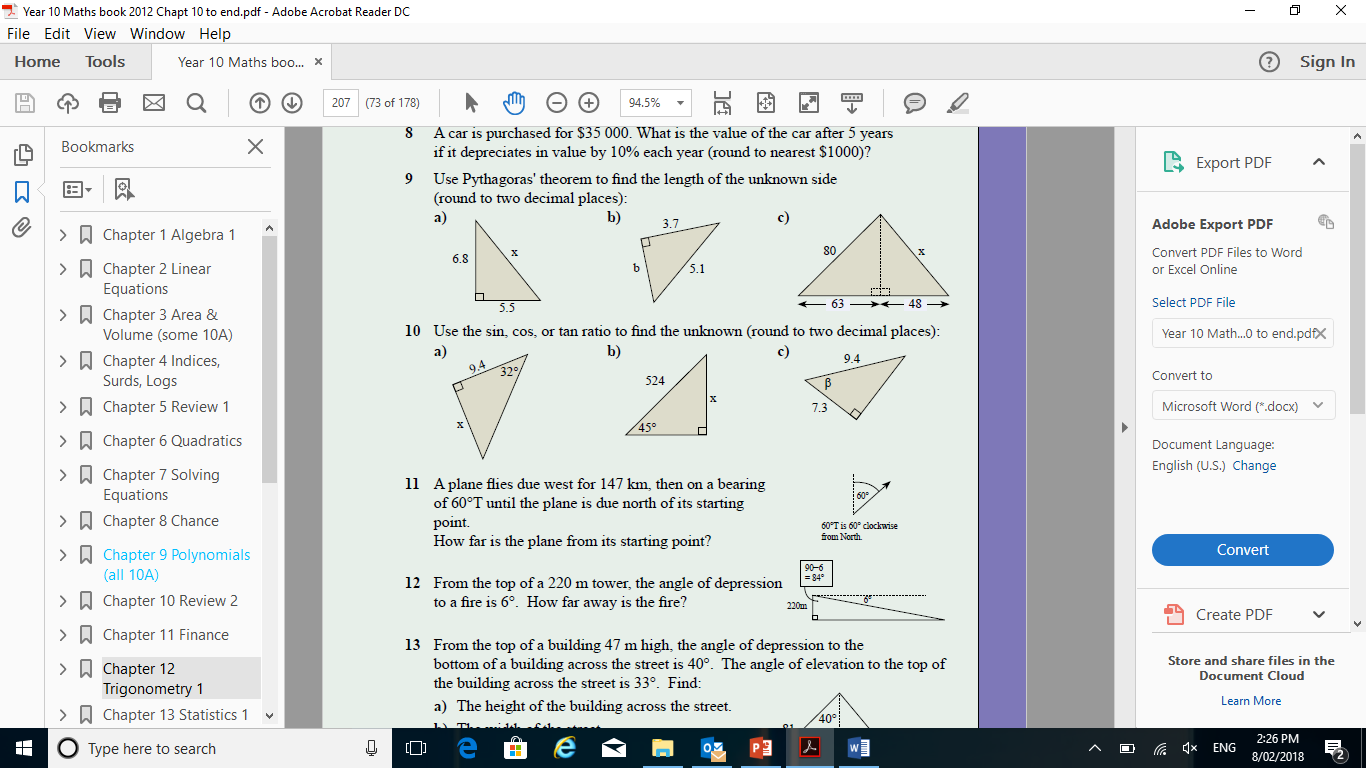 Year 10 Maths book 2012 Chapt 10 to end.pdf - Adobe Acrobat Reader DC
File Edit View Window Help
Home Tools Year 10 Maths boo... × Sign In
207 (73 of 178) 94.5%
Bookmarks
Chapter 1 Algebra 1
Chapter 2 Linear
Equations
Chapter 3 Area &
Volume (some 10A)
Chapter 4 Indices,
Surds, Logs
Chapter 5 Review 1
Chapter 6 Quadratics
Chapter 7 Solving
Equations
Chapter 8 Chance
Chapter 9 Polynomials
(all 10A)
Chapter 10 Review 2
Chapter 11 Finance
Chapter 12
Trigonometry 1
Chapter 13 Statistics 1
8 A car is purchased for $35 000. What is the value of the car after 5 years
if it depreciates in value by 10% each year (round to nearest $1000)?
9 Use Pythagoras' theorem to find the length of the unknown side
(round to two decimal places):
a) b) c)
6.8 x
5.5
3.7
b 5.1
80 x
63 48
10 Use the sin, cos, or tan ratio to find the unknown (round to two decimal places):
a) b) c)
9.4 32°
x
524
x
45°
9.4
β
7.3
11 A plane flies due west for 147 km, then on a bearing
of 60°T until the plane is due north of its starting
point.
How far is the plane from its starting point?
60°
60°T is 60° clockwise
from North.
12 From the top of a 220 m tower, the angle of depression
to a fire is 6°. How far away is the fire?
90–6
= 84°
220m 6°
13 From the top of a building 47 m high, the angle of depression to the
bottom of a building across the street is 40°. The angle of elevation to the top of
the building across the street is 33°. Find:
a) The height of the building across the street.
b) The width of the street.
40°
81
Export PDF
Adobe Export PDF
Convert PDF Files to Word
or Excel Online
Select PDF File
Year 10 Math...0 to end.pdf
Convert to
Microsoft Word (*.docx)
Document Language:
English (U.S.) Change
Convert
Create PDF
Store and share files in the
Document Cloud
Learn More
Type here to search
ENG
2:26 PM
8/02/2018
2